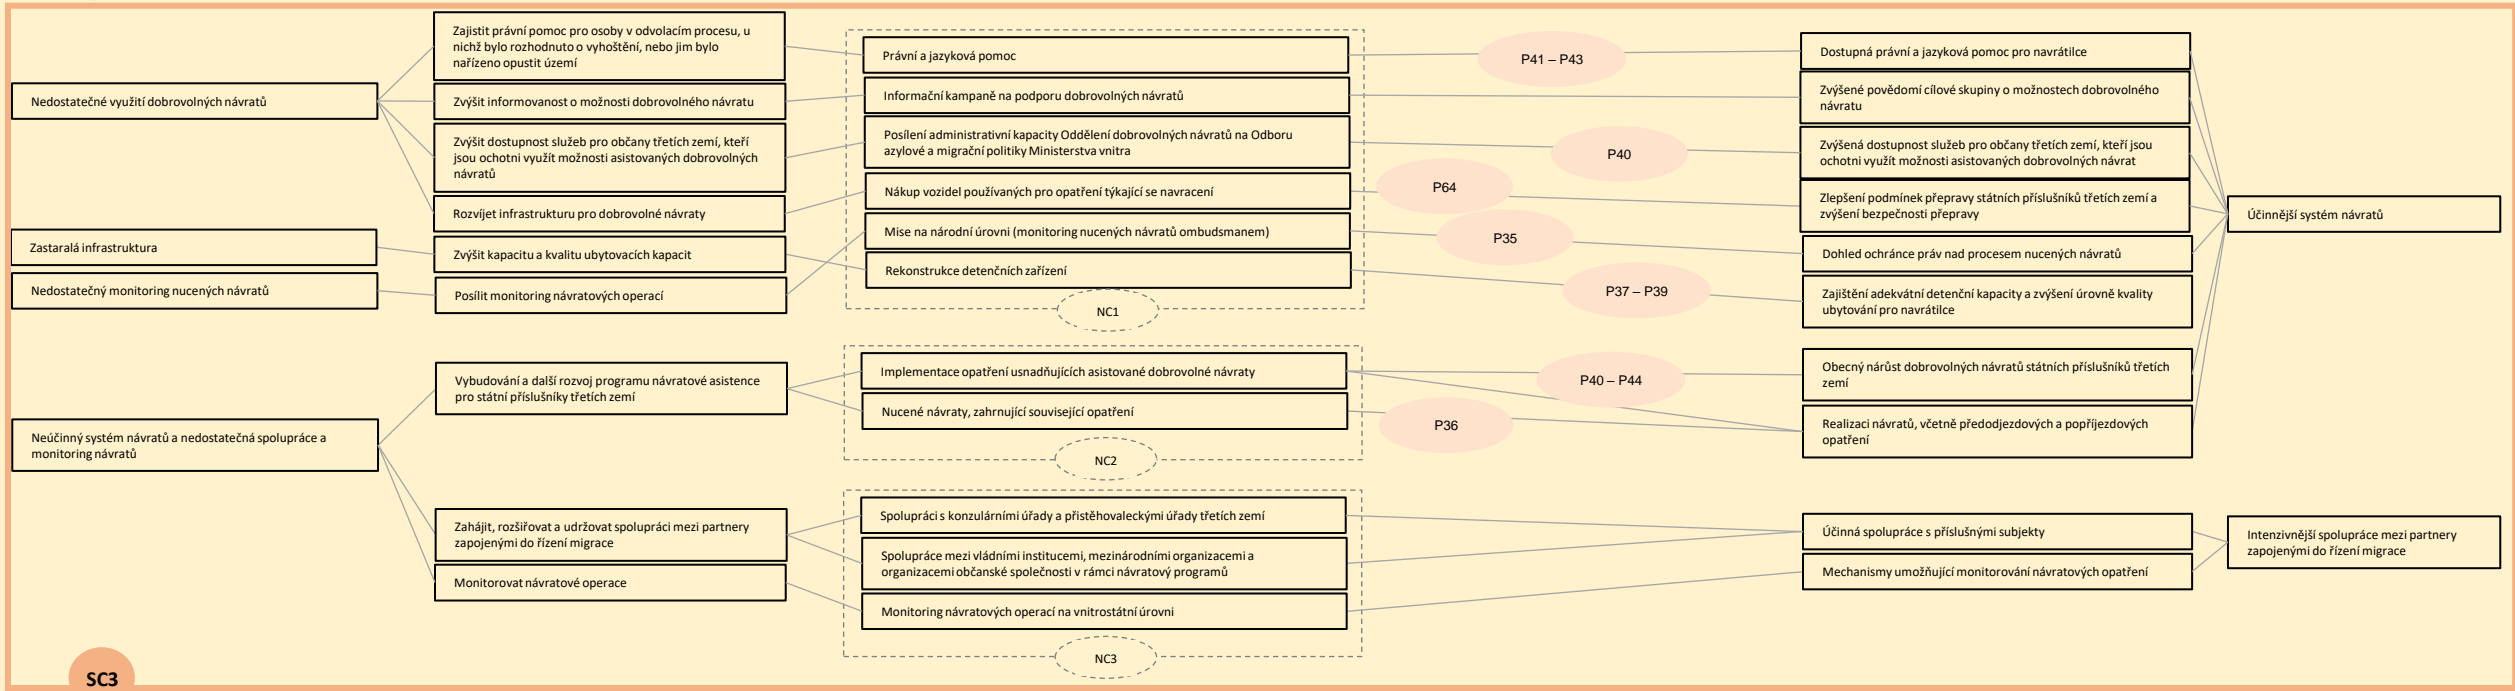 Nedostatečné využití dobrovolných návratů
Zastaralá infrastruktura
Nedostatečný monitoring nucených návratů
Neúčinný systém návratů a nedostatečná spolupráce a
monitoring návratů
Zajistit právní pomoc pro osoby v odvolacím procesu, u
nichž bylo rozhodnuto o vyhoštění, nebo jim bylo
nařízeno opustit území
Zvýšit informovanost o možnosti dobrovolného návratu
Zvýšit dostupnost služeb pro občany třetích zemí, kteří
jsou ochotni využít možnosti asistovaných dobrovolných
návratů
Rozvíjet infrastrukturu pro dobrovolné návraty
Zvýšit kapacitu a kvalitu ubytovacích kapacit
Posílit monitoring návratových operací
Vybudování a další rozvoj programu návratové asistence
pro státní příslušníky třetích zemí
Zahájit, rozšiřovat a udržovat spolupráci mezi partnery
zapojenými do řízení migrace
Monitorovat návratové operace
Právní a jazyková pomoc
Informační kampaně na podporu dobrovolných návratů
Posílení administrativní kapacity Oddělení dobrovolných návratů na Odboru
azylové a migrační politiky Ministerstva vnitra
Nákup vozidel používaných pro opatření týkající se navracení
Mise na národní úrovni (monitoring nucených návratů ombudsmanem)
Rekonstrukce detenčních zařízení
NC1
Implementace opatření usnadňujících asistované dobrovolné návraty
Nucené návraty, zahrnující související opatření
NC2
Spolupráci s konzulárními úřady a přistěhovaleckými úřady třetích zemí
Spolupráce mezi vládními institucemi, mezinárodními organizacemi a
organizacemi občanské společnosti v rámci návratový programů
Monitoring návratových operací na vnitrostátní úrovni
NC3
P41 – P43
P40
P64
P35
P37 – P39
P40 – P44
P36
Dostupná právní a jazyková pomoc pro navrátilce
Zvýšené povědomí cílové skupiny o možnostech dobrovolného
návratu
Zvýšená dostupnost služeb pro občany třetích zemí, kteří jsou
ochotni využít možnosti asistovaných dobrovolných návrat
Zlepšení podmínek přepravy státních příslušníků třetích zemí a
zvýšení bezpečnosti přepravy
Dohled ochránce práv nad procesem nucených návratů
Zajištění adekvátní detenční kapacity a zvýšení úrovně kvality
ubytování pro navrátilce
Obecný nárůst dobrovolných návratů státních příslušníků třetích
zemí
Realizaci návratů, včetně předodjezdových a popříjezdových
opatření
Účinná spolupráce s příslušnými subjekty
Mechanismy umožňující monitorování návratových opatření
Účinnější systém návratů
Intenzivnější spolupráce mezi partnery
zapojenými do řízení migrace
SC3